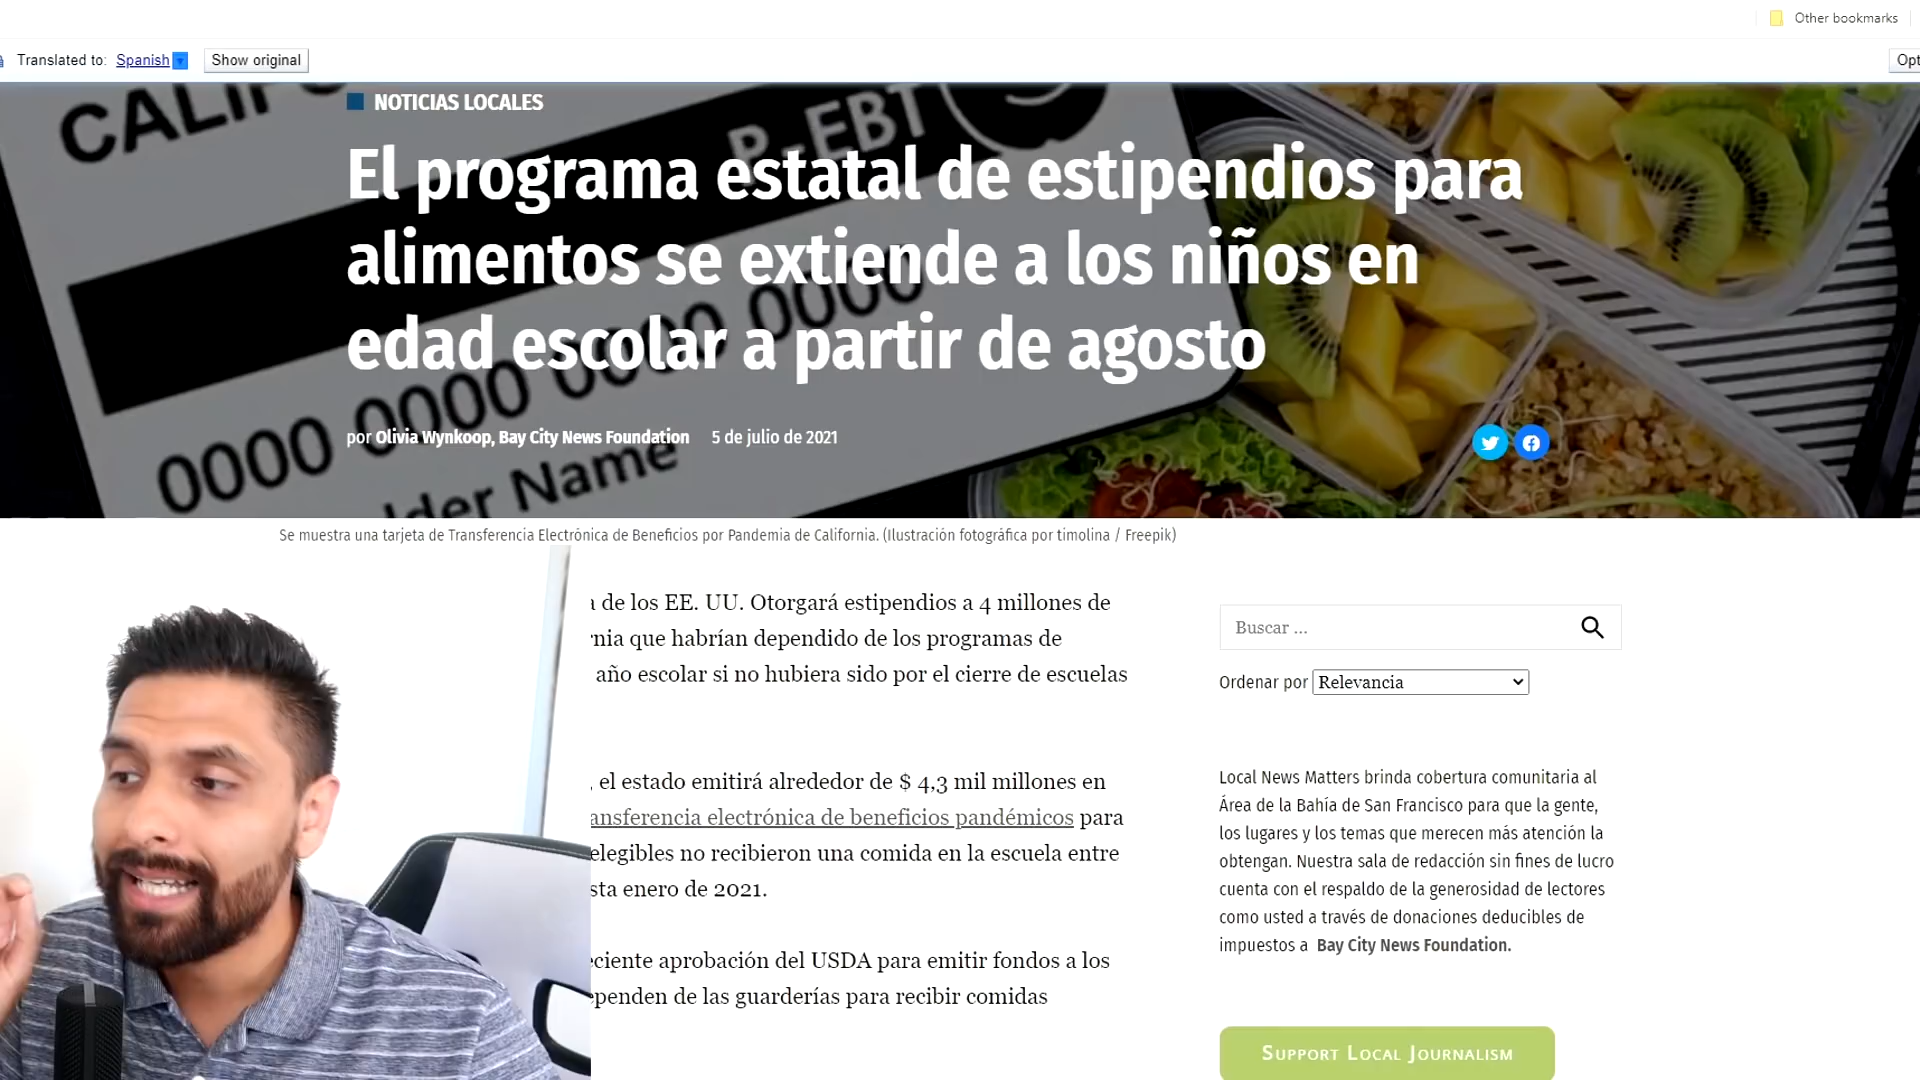 Other bookmarks
Translated to: Spanish Show original
NOTICIAS LOCALES
El programa estatal de estipendios para
alimentos se extiende a los niños en
edad escolar a partir de agosto
por Olivia Wynkoop, Bay City News Foundation 5 de julio de 2021
P-EBT
0000 0000 0000 0000
Name
Se muestra una tarjeta de Transferencia Electrónica de Beneficios por Pandemia de California. (Ilustración fotográfica por timolina / Freepik)
de los EE. UU. Otorgará estipendios a 4 millones de
que habrían dependido de los programas de
año escolar si no hubiera sido por el cierre de escuelas
, el estado emitirá alrededor de $ 4,3 mil millones en
ansferencia electrónica de beneficios pandémicos para
elegibles no recibieron una comida en la escuela entre
sta enero de 2021.
eciente aprobación del USDA para emitir fondos a los
ependen de las guarderías para recibir comidas
Buscar ...
Ordenar por Relevancia
Local News Matters brinda cobertura comunitaria al
Área de la Bahía de San Francisco para que la gente,
los lugares y los temas que merecen más atención la
obtengan. Nuestra sala de redacción sin fines de lucro
cuenta con el respaldo de la generosidad de lectores
como usted a través de donaciones deducibles de
impuestos a Bay City News Foundation.
Support Local Journalism